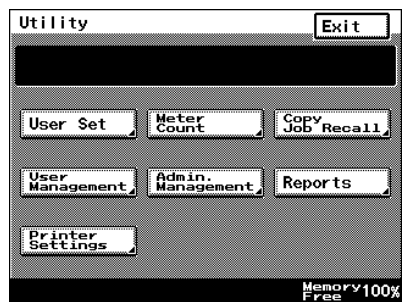 Utility
Exit
User Set
Meter
Count
Copy
Job Recall
User
Management
Admin.
Management
Reports
Printer
Settings
Memory
Free 100%